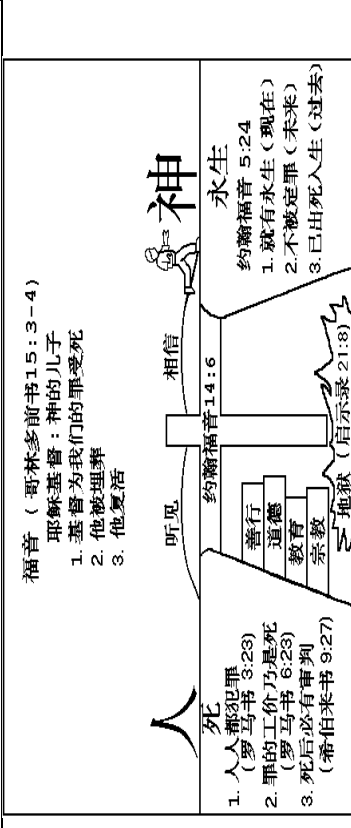 福音 (哥林多前书15:3-4)
耶稣基督:神的儿子
1. 基督为我们的罪受死
2. 他被埋葬
3. 他复活
人
神
听见
相信
约翰福音14:6
死
1. 人人都犯罪
(罗马书 3:23)
2. 罪的工价乃是死
(罗马书 6:23)
3. 死后必有审判
(希伯来书 9:27)
善行
道德
教育
宗教
地狱 (启示录 21:8)
永生
约翰福音 5:24
1. 就有永生(现在)
2. 不被定罪(未来)
3. 已出死入生(过去)